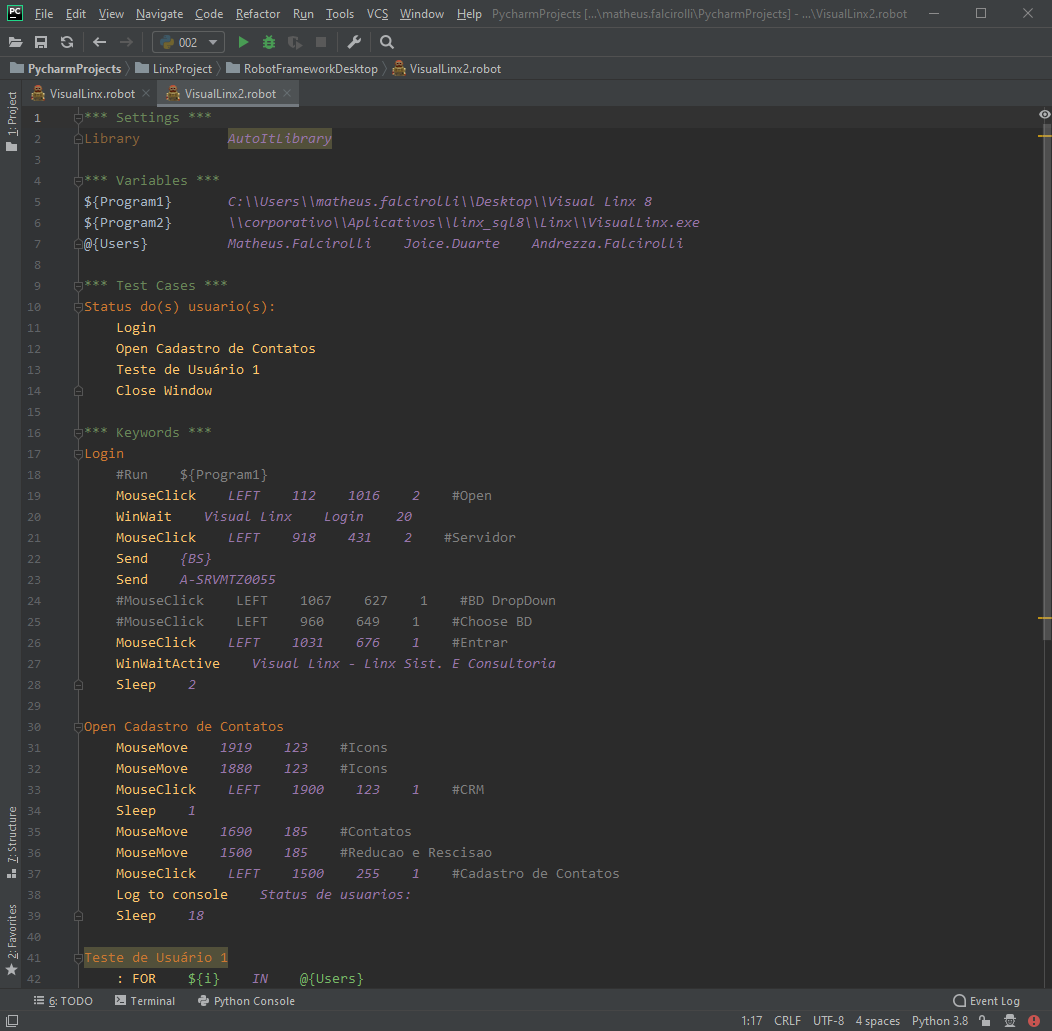 PC File Edit View Navigate Code Refactor Run Tools VCS Window Help PycharmProjects [...\matheus.falcirolli\PycharmProjects] - ...\VisualLinx2.robot
002
PycharmProjects LinxProject RobotFrameworkDesktop VisualLinx2.robot
VisualLinx.robot VisualLinx2.robot
1: Project
7: Structure
2: Favorites
1 *** Settings ***
2 Library AutoItLibrary
3
4 *** Variables ***
5 ${Program1} C:\\Users\\matheus.falcirolli\\Desktop\\Visual Linx 8
6 ${Program2} \\corporativo\\Aplicativos\\linx_sql8\\Linx\\VisualLinx.exe
7 @{Users} Matheus.Falcirolli Joice.Duarte Andrezza.Falcirolli
8
9 *** Test Cases ***
10 Status do(s) usuario(s):
11 Login
12 Open Cadastro de Contatos
13 Teste de Usuário 1
14 Close Window
15
16 *** Keywords ***
17 Login
18 #Run ${Program1}
19 MouseClick LEFT 112 1016 2 #Open
20 WinWait Visual Linx Login 20
21 MouseClick LEFT 918 431 2 #Servidor
22 Send {BS}
23 Send A-SRVMTZ0055
24 #MouseClick LEFT 1067 627 1 #BD DropDown
25 #MouseClick LEFT 960 649 1 #Choose BD
26 MouseClick LEFT 1031 676 1 #Entrar
27 WinWaitActive Visual Linx - Linx Sist. E Consultoria
28 Sleep 2
29
30 Open Cadastro de Contatos
31 MouseMove 1919 123 #Icons
32 MouseMove 1880 123 #Icons
33 MouseClick LEFT 1900 123 1 #CRM
34 Sleep 1
35 MouseMove 1690 185 #Contatos
36 MouseMove 1500 185 #Reducao e Rescisao
37 MouseClick LEFT 1500 255 1 #Cadastro de Contatos
38 Log to console Status de usuarios:
39 Sleep 18
40
41 Teste de Usuário 1
42 : FOR ${i} IN @{Users}
6: TODO Terminal Python Console Event Log
1:17 CRLF UTF-8 4 spaces Python 3.8